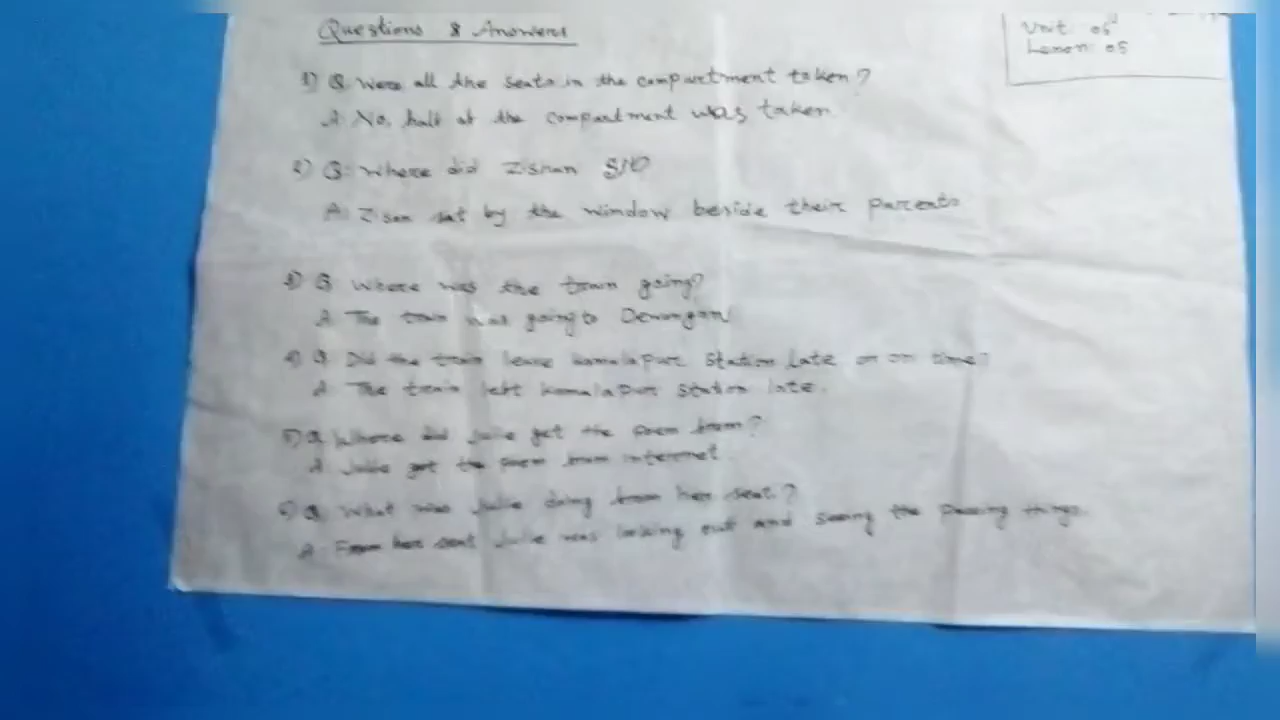 Questions & Answers
Unit: 05
Lesson: 05
1) Q. Were all the seats in the compartment taken?
A. No, half of the compartment was taken
2) Q: Where did Zishan sit?
A: Zisan sat by the window beside their parents
3) Q. Where was the train going?
A. The train was going to
4) Q. Did the train leave Komalapur Station Late or on time?
A. The train left Komalapur Station late.
5) Q. Where did Julie get the poem from?
A. Julie got the poem from internet
6) Q. What was Julie doing from her seat?
A. From her seat Julie was looking out and seeing the passing things.